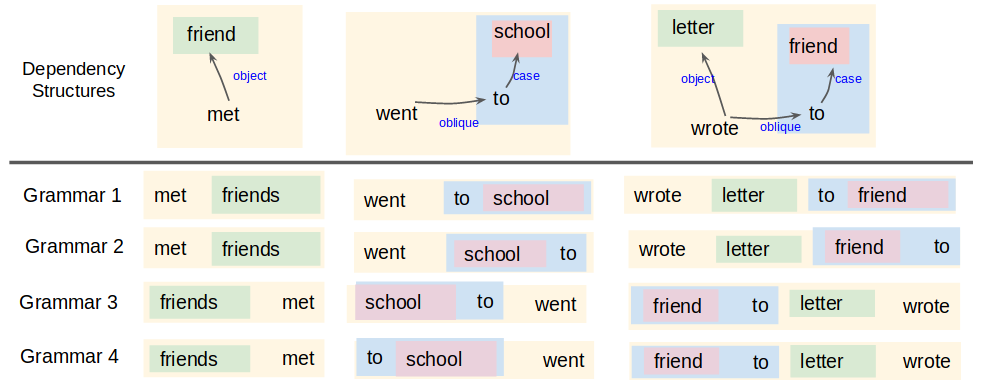 friend
object
met
school
case
went
to
oblique
letter
friend
object
case
wrote
to
oblique
Dependency
Structures
Grammar 1 met friends went to school wrote letter to friend
Grammar 2 met friends went school to wrote letter friend to
Grammar 3 friends met school to went friend to letter wrote
Grammar 4 friends met to school went friend to letter wrote